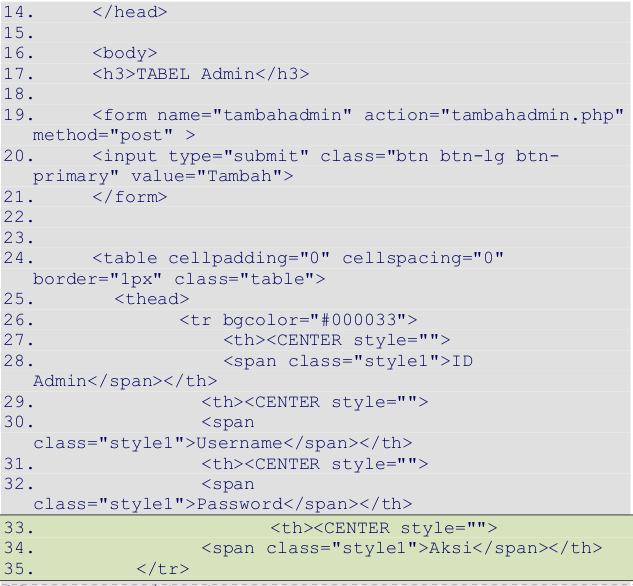 14. </head>
15.
16. <body>
17. <h3>TABEL Admin</h3>
18.
19. <form name="tambahadmin" action="tambahadmin.php"
method="post" >
20. <input type="submit" class="btn btn-lg btn-
primary" value="Tambah">
21. </form>
22.
23.
24. <table cellpadding="0" cellspacing="0"
border="1px" class="table">
25. <thead>
26. <tr bgcolor="#000033">
27. <th><CENTER style="">
28. <span class="style1">ID
Admin</span></th>
29. <th><CENTER style="">
30. <span
class="style1">Username</span></th>
31. <th><CENTER style="">
32. <span
class="style1">Password</span></th>
33. <th><CENTER style="">
34. <span class="style1">Aksi</span></th>
35. </tr>